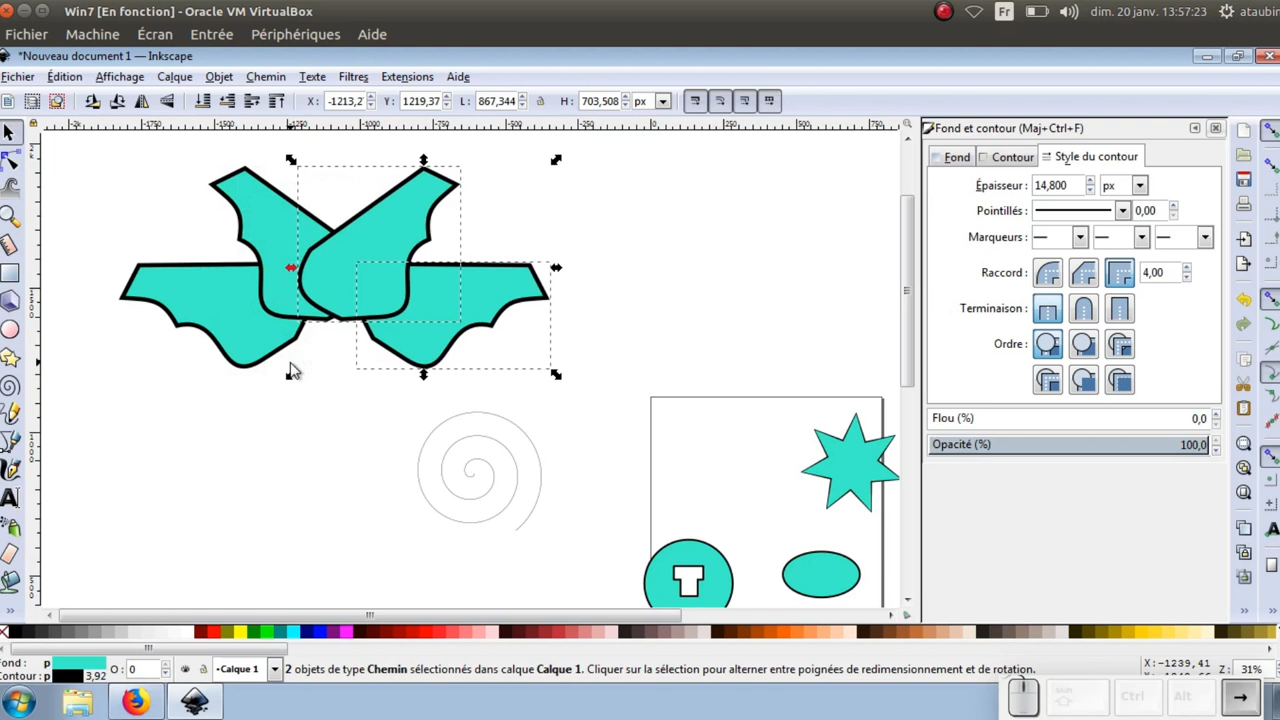 Win7 [En fonction] - Oracle VM VirtualBox
Fr
dim. 20 janv. 13:57:23
ataubin
Fichier Machine Écran Entrée Périphériques Aide
*Nouveau document 1 — Inkscape
Fichier Édition Affichage Calque Objet Chemin Texte Filtres Extensions Aide
X: -1213,2 Y: 1219,37 L: 867,344 H: 703,508 px
Fond et contour (Maj+Ctrl+F)
Fond Contour Style du contour
Épaisseur : 14,800 px
Pointillés : 0,00
Marqueurs :
Raccord : 4,00
Terminaison :
Ordre :
Flou (%) 0,0
Opacité (%) 100,0
T
A
A
Fond : p
Contour : p 3,92
O : 0
Calque 1
2 objets de type Chemin sélectionnés dans calque Calque 1. Cliquer sur la sélection pour alterner entre poignées de redimensionnement et de rotation.
X: -1239,41
Z: 31%
Ctrl Alt